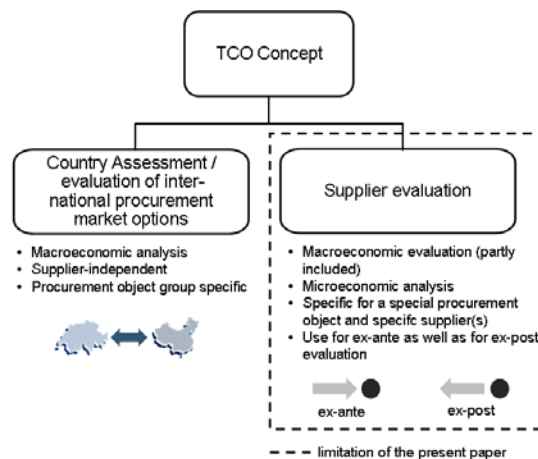 TCO Concept
Country Assessment /
evaluation of inter-
national procurement
market options
• Macroeconomic analysis
• Supplier-independent
• Procurement object group specific
Supplier evaluation
• Macroeconomic evaluation (partly
included)
• Microeconomic analysis
• Specific for a special procurement
object and specifc supplier(s)
• Use for ex-ante as well as for ex-post
evaluation
ex-ante
ex-post
limitation of the present paper